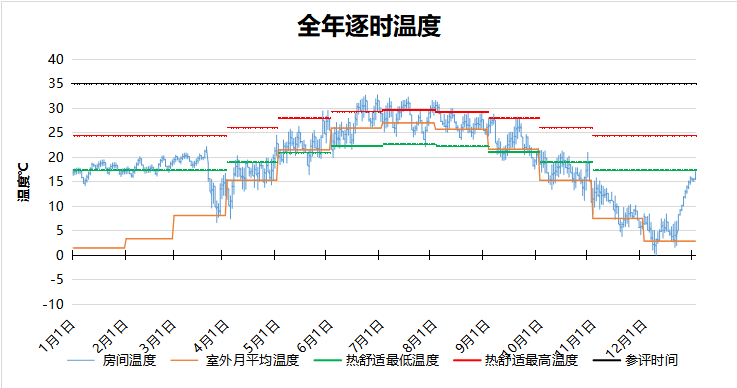 全年逐时温度
40
35
30
25
20
15
10
5
0
-5
-10
温度℃
1月1日
2月1日
3月1日
4月1日
5月1日
6月1日
7月1日
8月1日
9月1日
10月1日
11月1日
12月1日
房间温度 室外月平均温度 热舒适最低温度 热舒适最高温度 参评时间